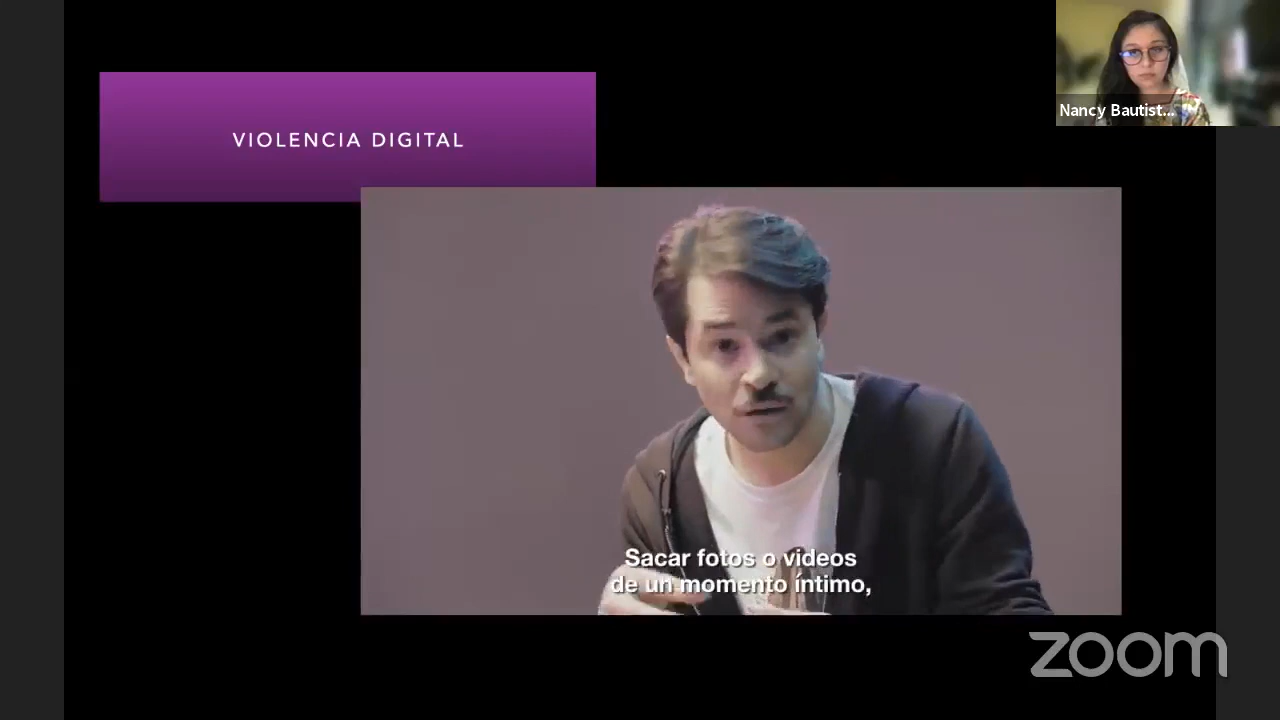 Nancy Bautist...
VIOLENCIA DIGITAL
Sacar fotos o videos
de un momento íntimo,
zoom